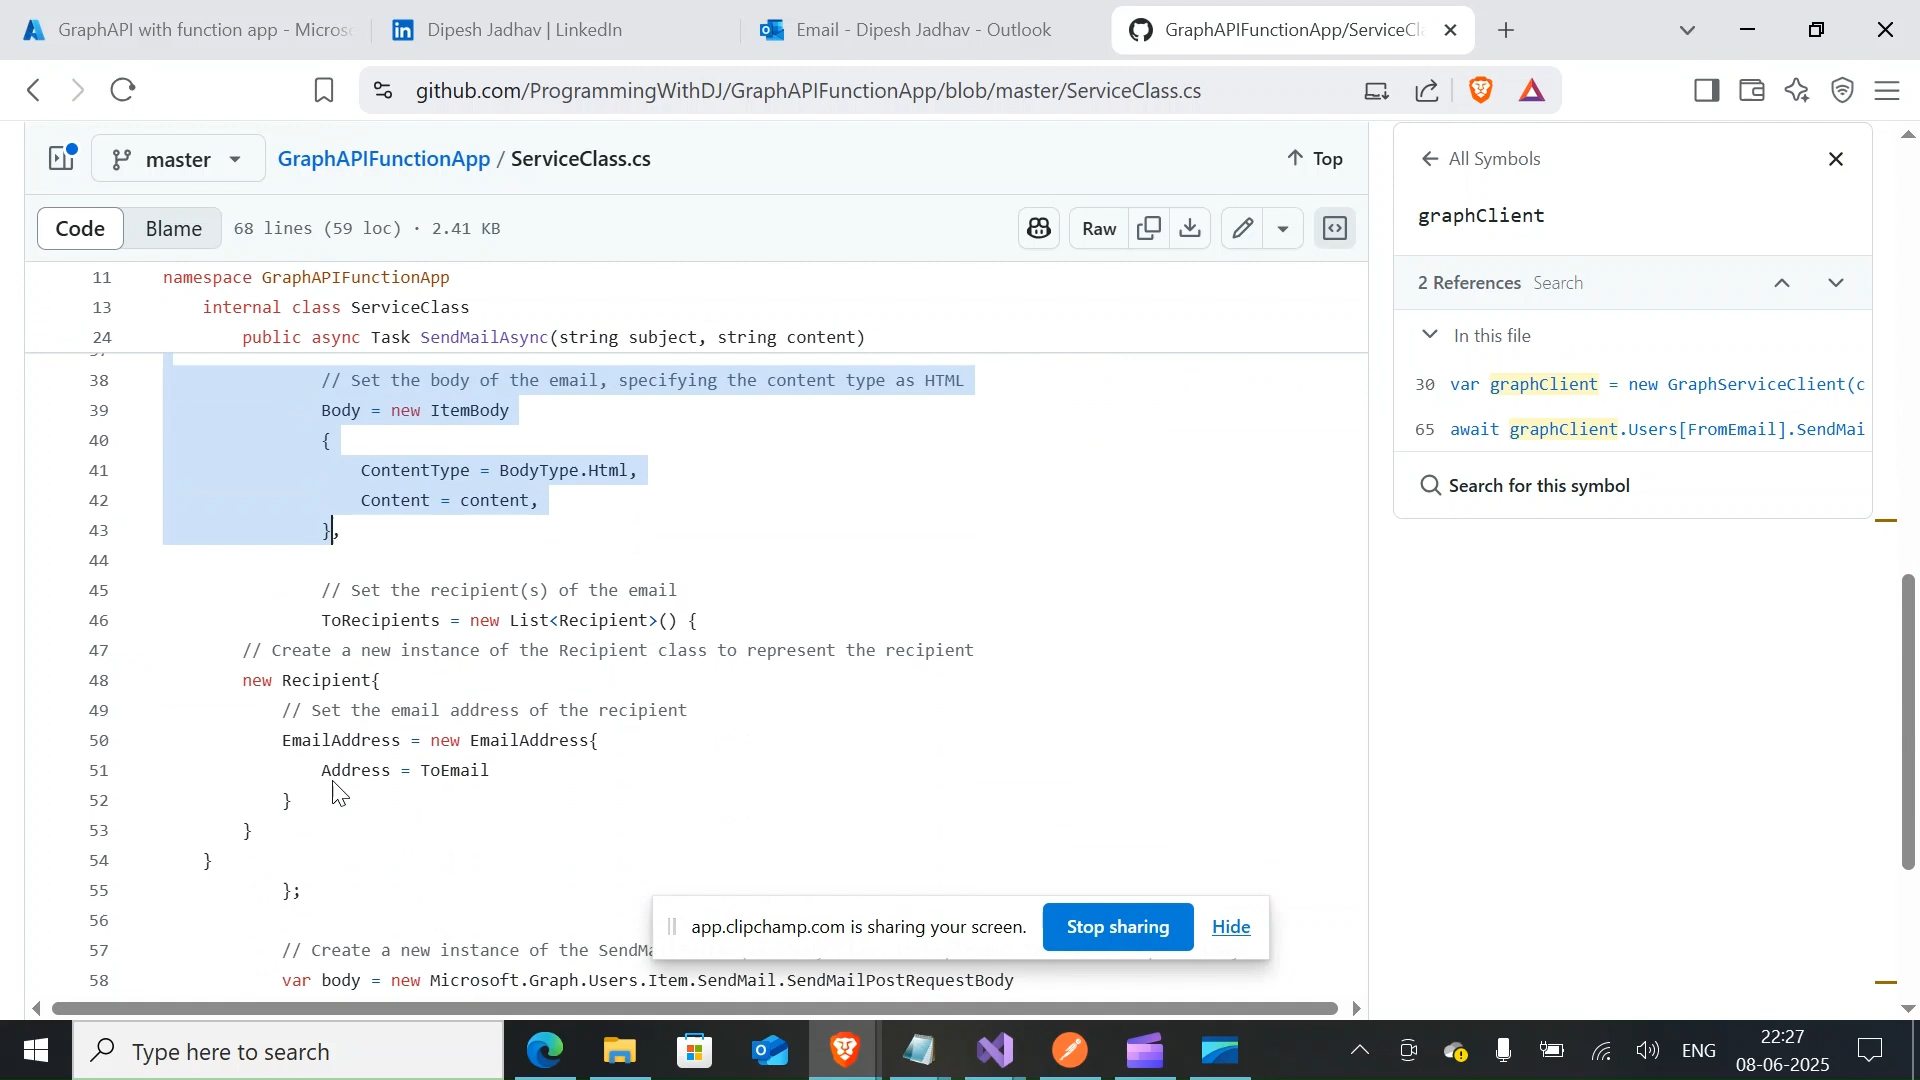 GraphAPI with function app - Micros
Dipesh Jadhav | LinkedIn
Email - Dipesh Jadhav - Outlook
GraphAPIFunctionApp/ServiceCl
github.com/ProgrammingWithDJ/GraphAPIFunctionApp/blob/master/ServiceClass.cs
master
GraphAPIFunctionApp / ServiceClass.cs
Top
Code
Blame
68 lines (59 loc) · 2.41 KB
Raw
11 namespace GraphAPIFunctionApp
13 internal class ServiceClass
24 public async Task SendMailAsync(string subject, string content)
38 // Set the body of the email, specifying the content type as HTML
39 Body = new ItemBody
40 {
41 ContentType = BodyType.Html,
42 Content = content,
43 },
44
45 // Set the recipient(s) of the email
46 ToRecipients = new List<Recipient>() {
47 // Create a new instance of the Recipient class to represent the recipient
48 new Recipient{
49 // Set the email address of the recipient
50 EmailAddress = new EmailAddress{
51 Address = ToEmail
52 }
53 }
54 }
55 };
56
57 // Create a new instance of the SendMa
58 var body = new Microsoft.Graph.Users.Item.SendMail.SendMailPostRequestBody
All Symbols
graphClient
2 References Search
In this file
30 var graphClient = new GraphServiceClient(c
65 await graphClient.Users[FromEmail].SendMai
Search for this symbol
app.clipchamp.com is sharing your screen.
Stop sharing
Hide
Type here to search
ENG
22:27
08-06-2025